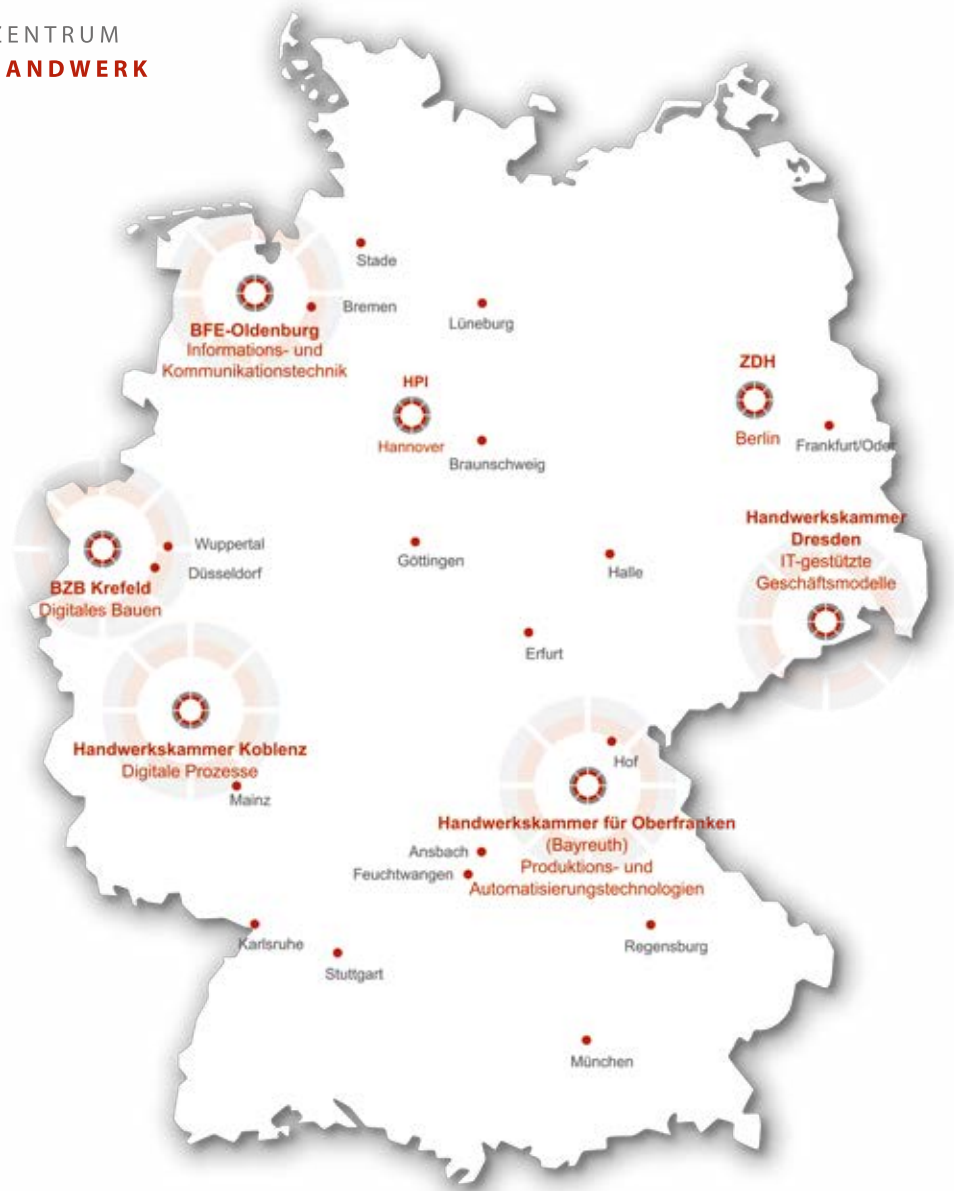 ZENTRUM
ANDWERK
Stade
Bremen
Lüneburg
BFE-Oldenburg
Informations- und
Kommunikationstechnik
HPI
Hannover
Braunschweig
ZDH
Berlin
Frankfurt/Oder
Wuppertal
Düsseldorf
BZB Krefeld
Digitales Bauen
Göttingen
Halle
Handwerkskammer
Dresden
IT-gestützte
Geschäftsmodelle
Erfurt
Handwerkskammer Koblenz
Digitale Prozesse
Mainz
Hof
Handwerkskammer für Oberfranken
(Bayreuth)
Produktions- und
Automatisierungstechnologien
Ansbach
Feuchtwangen
Karlsruhe
Stuttgart
Regensburg
München